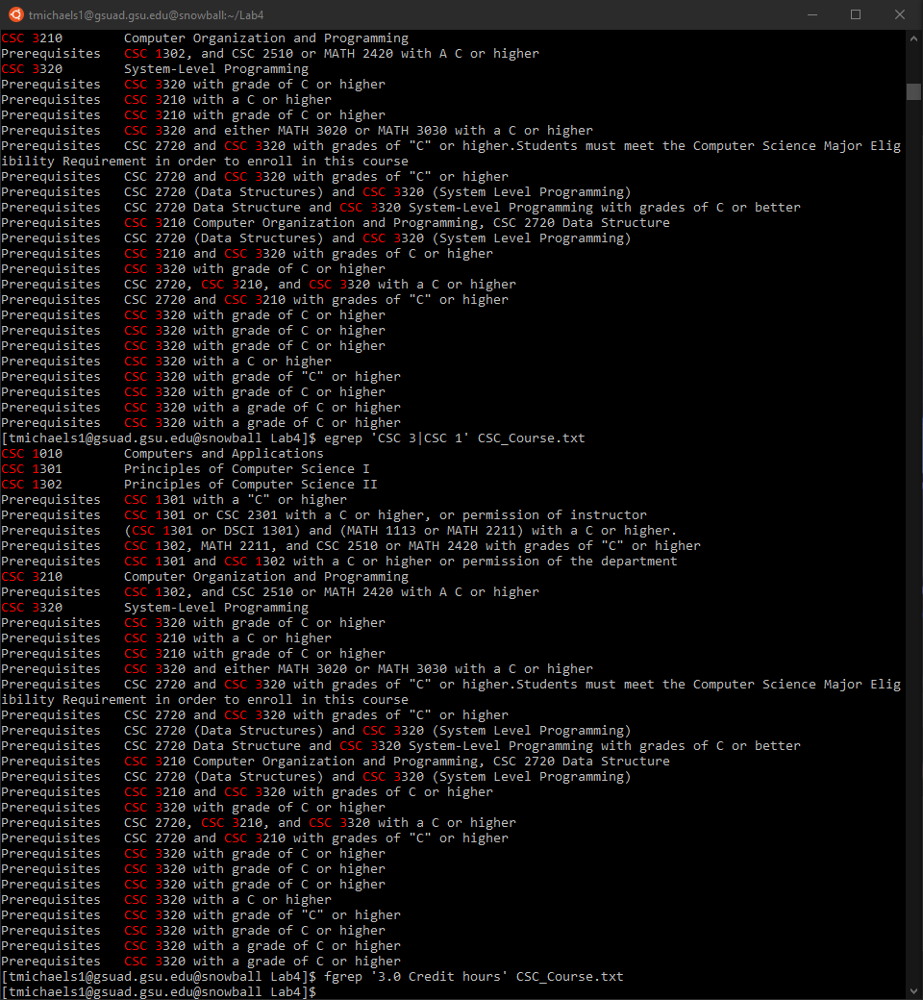 tmichaels1@gsuad.gsu.edu@snowball:~/Lab4
CSC 3210        Computer Organization and Programming
Prerequisites   CSC 1302, and CSC 2510 or MATH 2420 with A C or higher
CSC 3320        System-Level Programming
Prerequisites   CSC 3320 with grade of C or higher
Prerequisites   CSC 3210 with a C or higher
Prerequisites   CSC 3210 with grade of C or higher
Prerequisites   CSC 3320 and either MATH 3020 or MATH 3030 with a C or higher
Prerequisites   CSC 2720 and CSC 3320 with grades of "C" or higher.Students must meet the Computer Science Major Elig
ibility Requirement in order to enroll in this course
Prerequisites   CSC 2720 and CSC 3320 with grades of "C" or higher
Prerequisites   CSC 2720 (Data Structures) and CSC 3320 (System Level Programming)
Prerequisites   CSC 2720 Data Structure and CSC 3320 System-Level Programming with grades of C or better
Prerequisites   CSC 3210 Computer Organization and Programming, CSC 2720 Data Structure
Prerequisites   CSC 2720 (Data Structures) and CSC 3320 (System Level Programming)
Prerequisites   CSC 3210 and CSC 3320 with grades of C or higher
Prerequisites   CSC 3320 with grade of C or higher
Prerequisites   CSC 2720, CSC 3210, and CSC 3320 with a C or higher
Prerequisites   CSC 2720 and CSC 3210 with grades of "C" or higher
Prerequisites   CSC 3320 with grade of C or higher
Prerequisites   CSC 3320 with grade of C or higher
Prerequisites   CSC 3320 with grade of C or higher
Prerequisites   CSC 3320 with a C or higher
Prerequisites   CSC 3320 with grade of "C" or higher
Prerequisites   CSC 3320 with grade of C or higher
Prerequisites   CSC 3320 with a grade of C or higher
Prerequisites   CSC 3320 with a grade of C or higher
[tmichaels1@gsuad.gsu.edu@snowball Lab4]$ egrep 'CSC 3|CSC 1' CSC_Course.txt
CSC 1010        Computers and Applications
CSC 1301        Principles of Computer Science I
CSC 1302        Principles of Computer Science II
Prerequisites   CSC 1301 with a "C" or higher
Prerequisites   CSC 1301 or CSC 2301 with a C or higher, or permission of instructor
Prerequisites   (CSC 1301 or DSCI 1301) and (MATH 1113 or MATH 2211) with a C or higher.
Prerequisites   CSC 1302, MATH 2211, and CSC 2510 or MATH 2420 with grades of "C" or higher
Prerequisites   CSC 1301 and CSC 1302 with a C or higher or permission of the department
CSC 3210        Computer Organization and Programming
Prerequisites   CSC 1302, and CSC 2510 or MATH 2420 with A C or higher
CSC 3320        System-Level Programming
Prerequisites   CSC 3320 with grade of C or higher
Prerequisites   CSC 3210 with a C or higher
Prerequisites   CSC 3210 with grade of C or higher
Prerequisites   CSC 3320 and either MATH 3020 or MATH 3030 with a C or higher
Prerequisites   CSC 2720 and CSC 3320 with grades of "C" or higher.Students must meet the Computer Science Major Elig
ibility Requirement in order to enroll in this course
Prerequisites   CSC 2720 and CSC 3320 with grades of "C" or higher
Prerequisites   CSC 2720 (Data Structures) and CSC 3320 (System Level Programming)
Prerequisites   CSC 2720 Data Structure and CSC 3320 System-Level Programming with grades of C or better
Prerequisites   CSC 3210 Computer Organization and Programming, CSC 2720 Data Structure
Prerequisites   CSC 2720 (Data Structures) and CSC 3320 (System Level Programming)
Prerequisites   CSC 3210 and CSC 3320 with grades of C or higher
Prerequisites   CSC 3320 with grade of C or higher
Prerequisites   CSC 2720, CSC 3210, and CSC 3320 with a C or higher
Prerequisites   CSC 2720 and CSC 3210 with grades of "C" or higher
Prerequisites   CSC 3320 with grade of C or higher
Prerequisites   CSC 3320 with grade of C or higher
Prerequisites   CSC 3320 with grade of C or higher
Prerequisites   CSC 3320 with a C or higher
Prerequisites   CSC 3320 with grade of "C" or higher
Prerequisites   CSC 3320 with grade of C or higher
Prerequisites   CSC 3320 with a grade of C or higher
Prerequisites   CSC 3320 with a grade of C or higher
[tmichaels1@gsuad.gsu.edu@snowball Lab4]$ fgrep '3.0 Credit hours' CSC_Course.txt
[tmichaels1@gsuad.gsu.edu@snowball Lab4]$